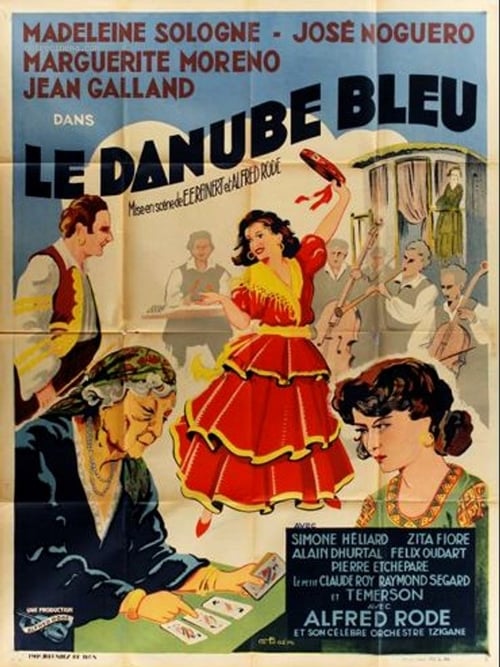 MADELEINE SOLOGNE - JOSÉ NOGUERO
MARGUERITE MORENO
JEAN GALLAND
DANS
LE DANUBE BLEU
Mise en scène de E.E. REINERT et ALFRED RODE
AVEC
SIMONE HÉLIARD ZITA FIORE
ALAIN DHURTAL FELIX OUDART
PIERRE ETCHEPARE
LE PETIT CLAUDE ROY RAYMOND SEGARD
ET TEMERSON
AVEC
ALFRED RODE
ET SON CÉLÈBRE ORCHESTRE TZIGANE
UNE PRODUCTION
ALFRED RODE